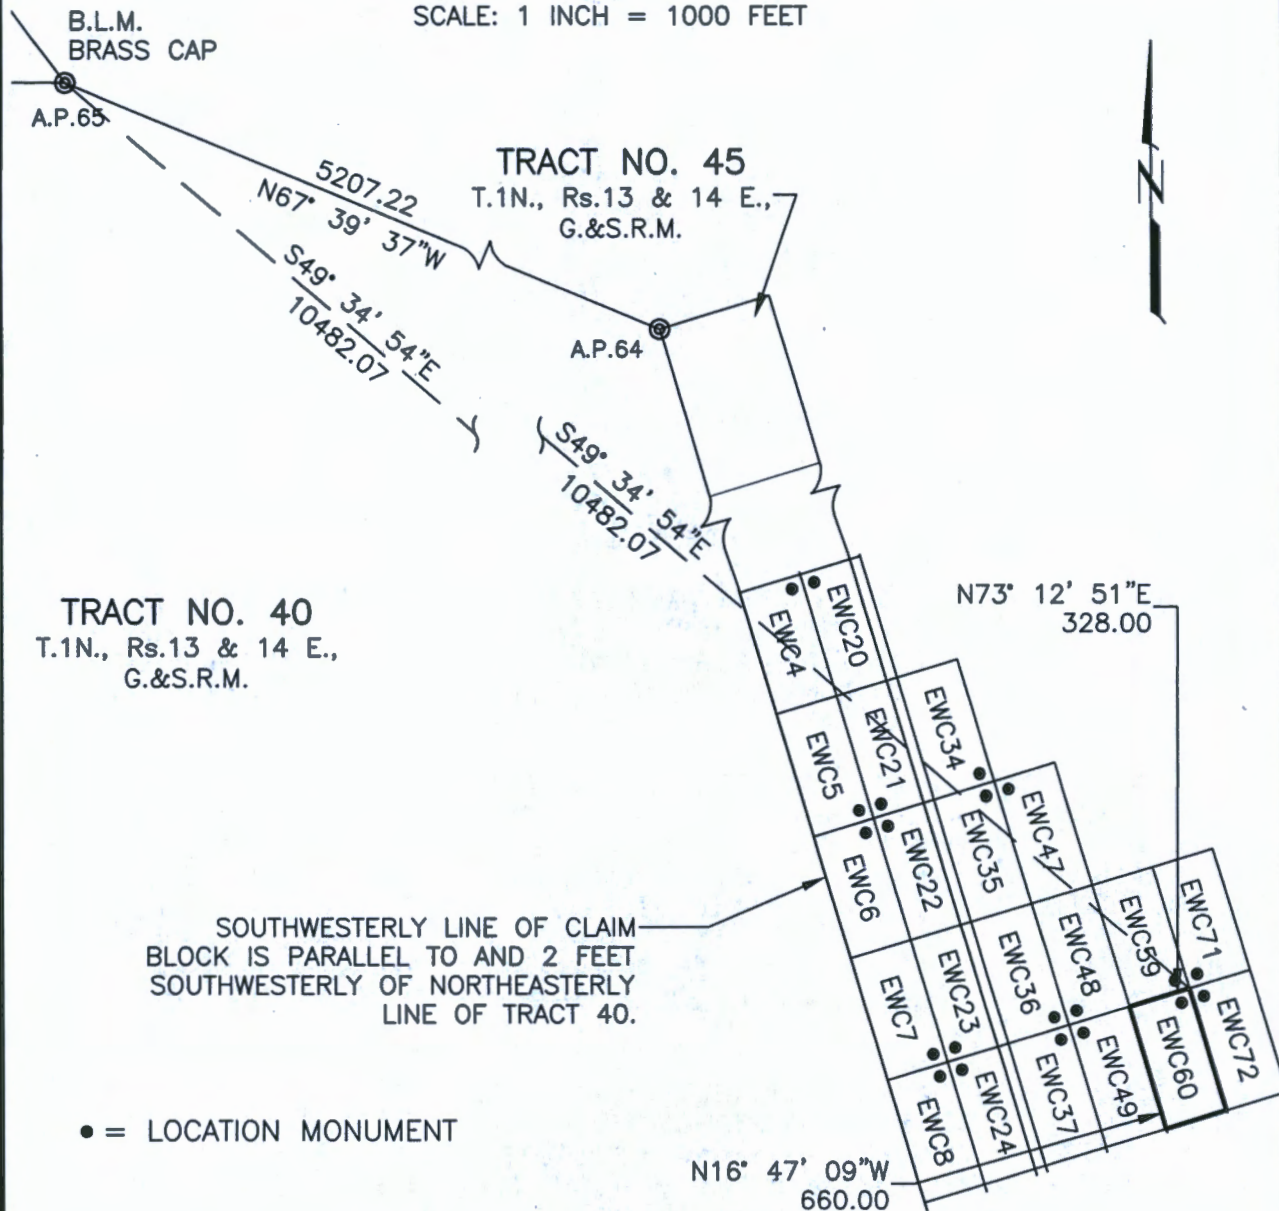 SCALE: 1 INCH = 1000 FEET
B.L.M.
BRASS CAP
A.P.65
5207.22
N67° 39' 37"W
TRACT NO. 45
T.1N., Rs.13 & 14 E.,
G.&S.R.M.
N
S49° 34' 54"E
10482.07
A.P.64
S49° 34' 54"E
10482.07
TRACT NO. 40
T.1N., Rs.13 & 14 E.,
G.&S.R.M.
N73° 12' 51"E
328.00
EWC4
EWC20
EWC5
EWC21
EWC34
EWC6
EWC22
EWC35
EWC47
EWC7
EWC23
EWC36
EWC48
EWC59
EWC71
EWC8
EWC24
EWC37
EWC49
EWC60
EWC72
SOUTHWESTERLY LINE OF CLAIM
BLOCK IS PARALLEL TO AND 2 FEET
SOUTHWESTERLY OF NORTHEASTERLY
LINE OF TRACT 40.
● = LOCATION MONUMENT
N16° 47' 09"W
660.00